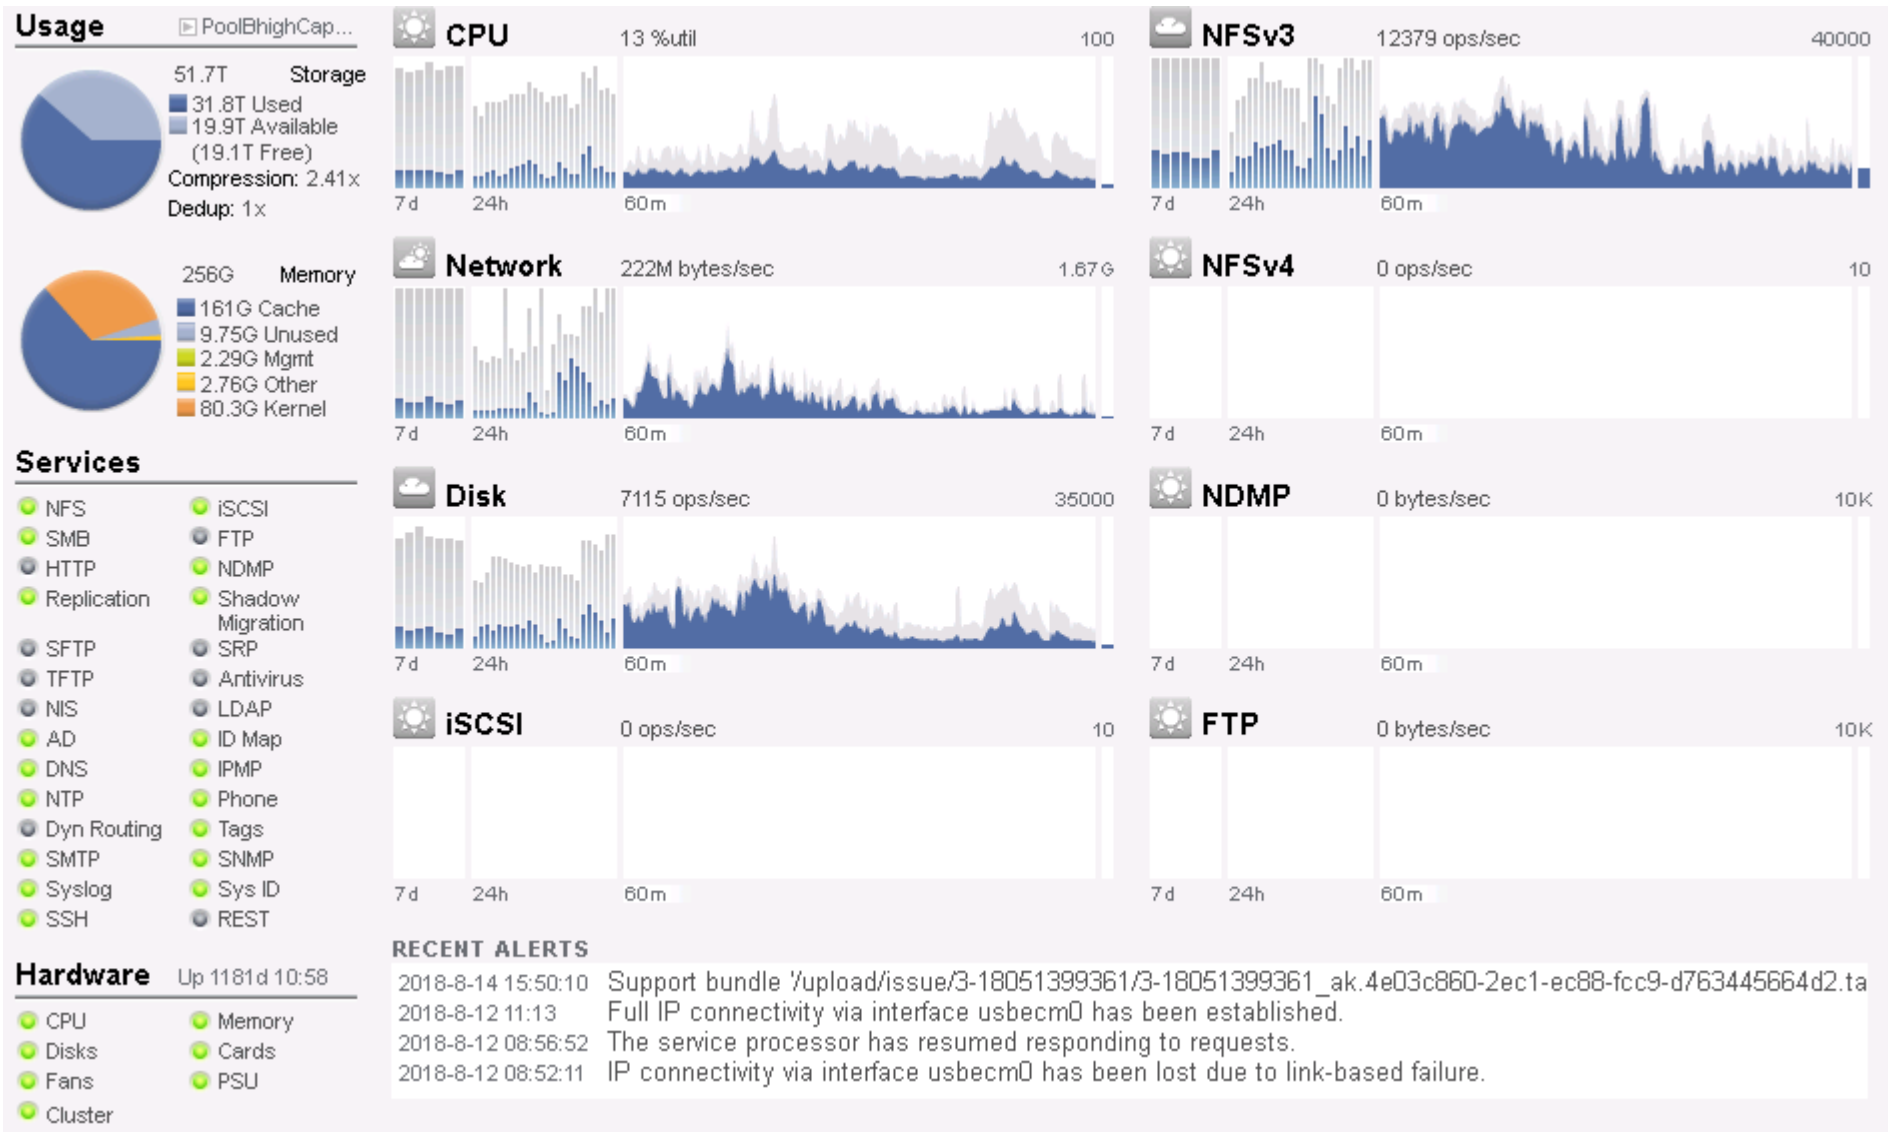 Usage PoolBhighCap...
51.7T Storage
31.8T Used
19.9T Available
(19.1T Free)
Compression: 2.41x
Dedup: 1x
256G Memory
161G Cache
9.75G Unused
2.29G Mgmt
2.76G Other
80.3G Kernel
Services
NFS iSCSI
SMB FTP
HTTP NDMP
Replication Shadow
Migration
SFTP SRP
TFTP Antivirus
NIS LDAP
AD ID Map
DNS IPMP
NTP Phone
Dyn Routing Tags
SMTP SNMP
Syslog Sys ID
SSH REST
Hardware Up 1181d 10:58
CPU Memory
Disks Cards
Fans PSU
Cluster
CPU 13 %util 100
7d 24h 60m
NFSv3 12379 ops/sec 40000
7d 24h 60m
Network 222M bytes/sec 1.67G
7d 24h 60m
NFSv4 0 ops/sec 10
7d 24h 60m
Disk 7115 ops/sec 35000
7d 24h 60m
NDMP 0 bytes/sec 10K
7d 24h 60m
iSCSI 0 ops/sec 10
7d 24h 60m
FTP 0 bytes/sec 10K
7d 24h 60m
RECENT ALERTS
2018-8-14 15:50:10 Support bundle '/upload/issue/3-18051399361/3-18051399361_ak.4e03c860-2ec1-ec88-fcc9-d763445664d2.ta
2018-8-12 11:13 Full IP connectivity via interface usbecm0 has been established.
2018-8-12 08:56:52 The service processor has resumed responding to requests.
2018-8-12 08:52:11 IP connectivity via interface usbecm0 has been lost due to link-based failure.